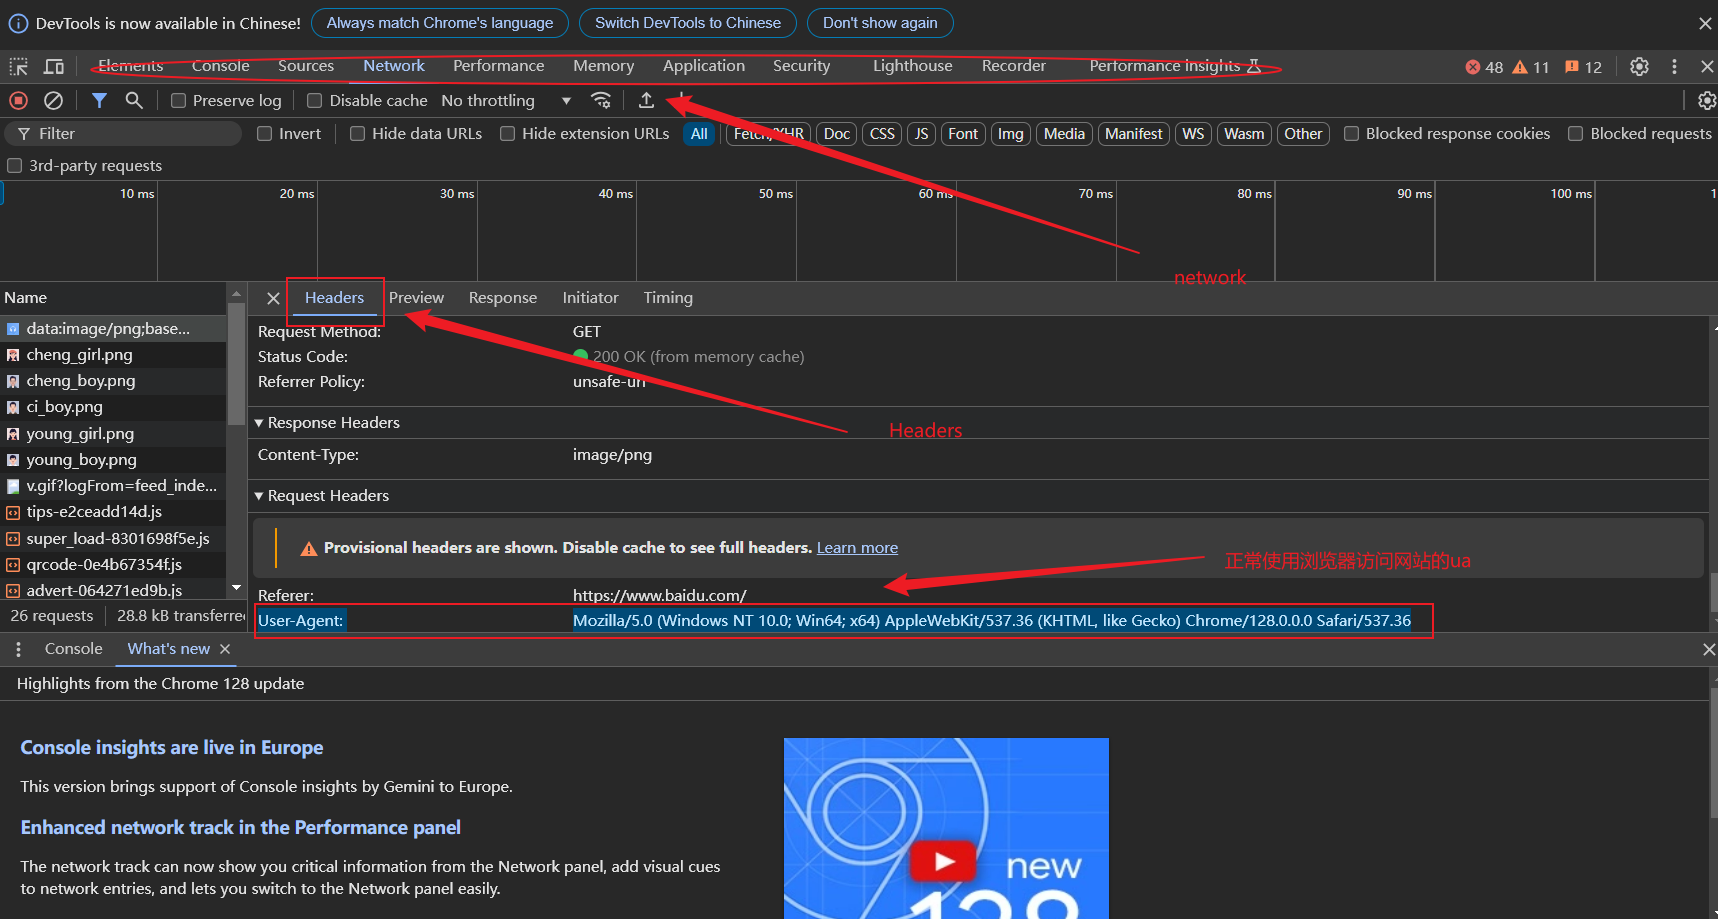 DevTools is now available in Chinese! Always match Chrome's language Switch DevTools to Chinese Don't show again
Elements Console Sources Network Performance Memory Application Security Lighthouse Recorder Performance insights 48 11 12
Preserve log Disable cache No throttling
Filter Invert Hide data URLs Hide extension URLs All Fetch/XHR Doc CSS JS Font Img Media Manifest WS Wasm Other Blocked response cookies Blocked requests
3rd-party requests
10 ms 20 ms 30 ms 40 ms 50 ms 60 ms 70 ms 80 ms 90 ms 100 ms 1
network
Name
data:image/png;base...
cheng_girl.png
cheng_boy.png
ci_boy.png
young_girl.png
young_boy.png
v.gif?logFrom=feed_inde...
tips-e2ceadd14d.js
super_load-8301698f5e.js
qrcode-0e4b67354f.js
advert-064271ed9b.js
26 requests 28.8 kB transferre
Headers Preview Response Initiator Timing
Request Method: GET
Status Code: 200 OK (from memory cache)
Referrer Policy: unsafe-url
Response Headers
Headers
Content-Type: image/png
Request Headers
Provisional headers are shown. Disable cache to see full headers. Learn more
正常使用浏览器访问网站的ua
Referer: https://www.baidu.com/
User-Agent: Mozilla/5.0 (Windows NT 10.0; Win64; x64) AppleWebKit/537.36 (KHTML, like Gecko) Chrome/128.0.0.0 Safari/537.36
Console What's new
Highlights from the Chrome 128 update
Console insights are live in Europe
This version brings support of Console insights by Gemini to Europe.
Enhanced network track in the Performance panel
The network track can now show you critical information from the Network panel, add visual cues
to network entries, and lets you switch to the Network panel easily.
new
128